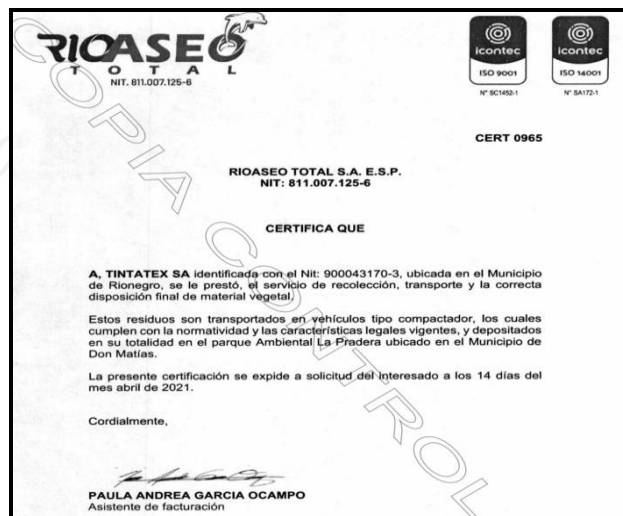 RIOASEO
TOTAL
NIT. 811.007.125-6
icontec
ISO 9001
N° SC1452-1
icontec
ISO 14001
N° SA172-1
CERT 0965
RIOASEO TOTAL S.A. E.S.P.
NIT: 811.007.125-6
CERTIFICA QUE
A, TINTATEX SA identificada con el Nit: 900043170-3, ubicada en el Municipio
de Rionegro, se le prestó, el servicio de recolección, transporte y la correcta
disposición final de material vegetal.
Estos residuos son transportados en vehículos tipo compactador, los cuales
cumplen con la normatividad y las características legales vigentes, y depositados
en su totalidad en el parque Ambiental La Pradera ubicado en el Municipio de
Don Matías.
La presente certificación se expide a solicitud del interesado a los 14 días del
mes abril de 2021.
Cordialmente,
PAULA ANDREA GARCIA OCAMPO
Asistente de facturación
COPIA CONTROL